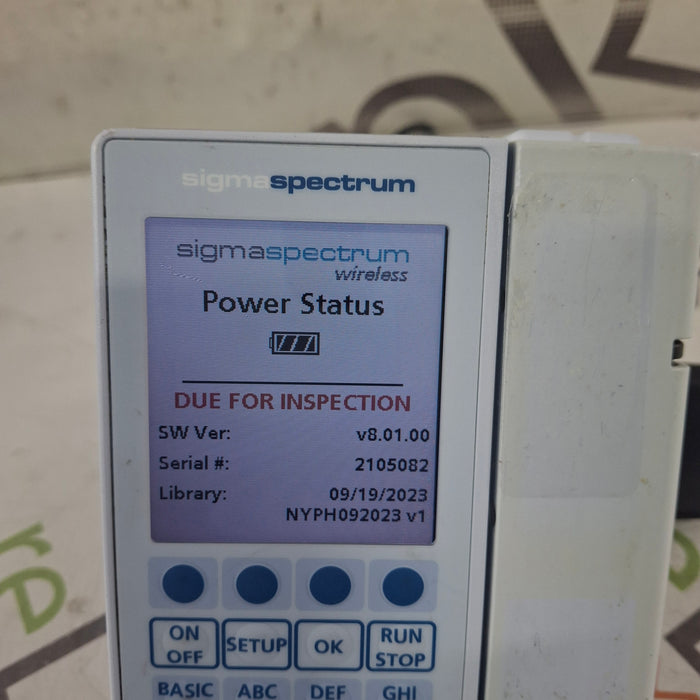 sigmaspectrum
sigmaspectrum
wireless
Power Status
DUE FOR INSPECTION
SW Ver: v8.01.00
Serial #: 2105082
Library: 09/19/2023
NYPH092023 v1
ON OFF SETUP OK RUN STOP
BASIC ABC DEF GHI
re